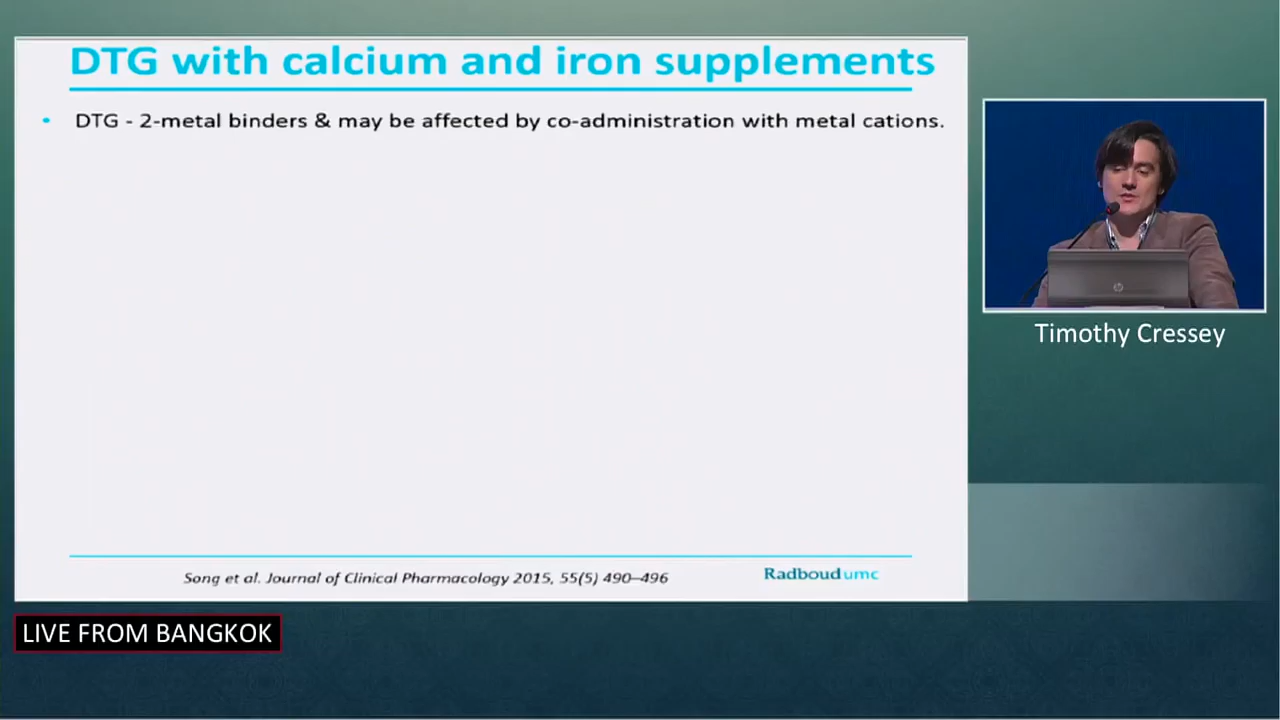 DTG with calcium and iron supplements
• DTG - 2-metal binders & may be affected by co-administration with metal cations.
Song et al. Journal of Clinical Pharmacology 2015, 55(5) 490–496
Radboudumc
Timothy Cressey
LIVE FROM BANGKOK